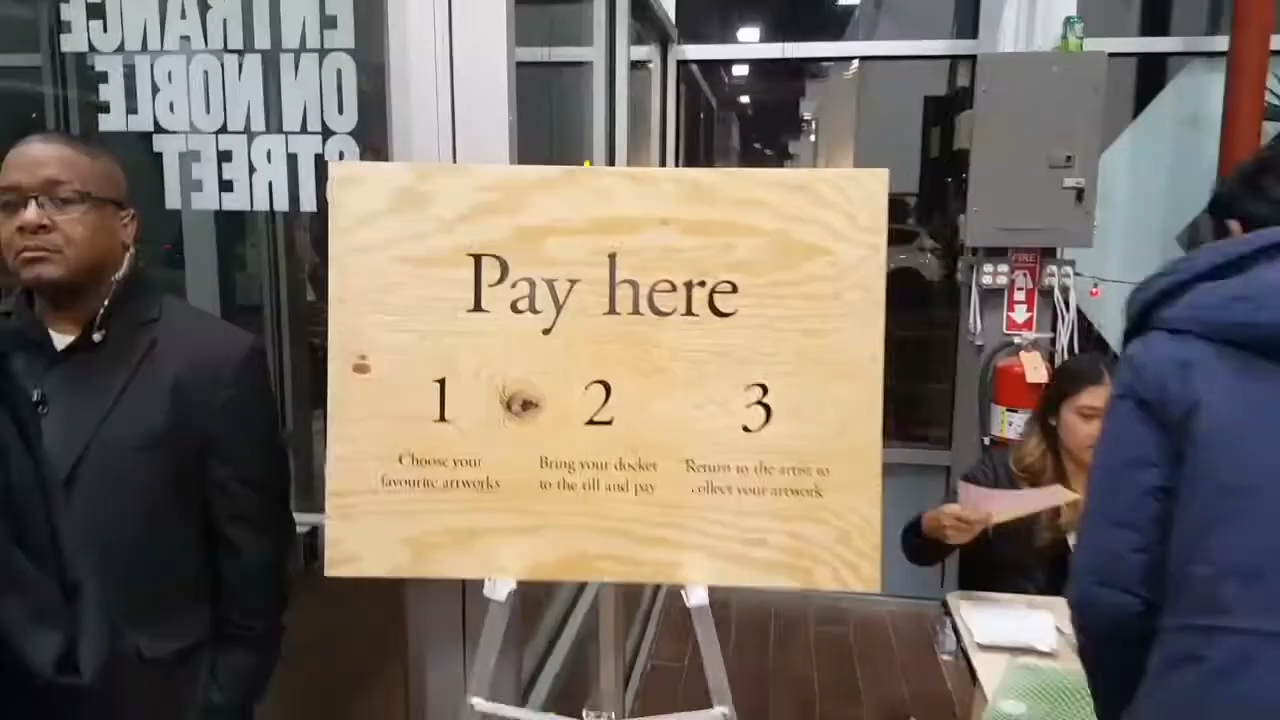 ENTRANCE
ON NOBLE
STREET
Pay here
1 2 3
Choose your
favourite artworks
Bring your docket
to the till and pay
Return to the artist to
collect your artwork
FIRE